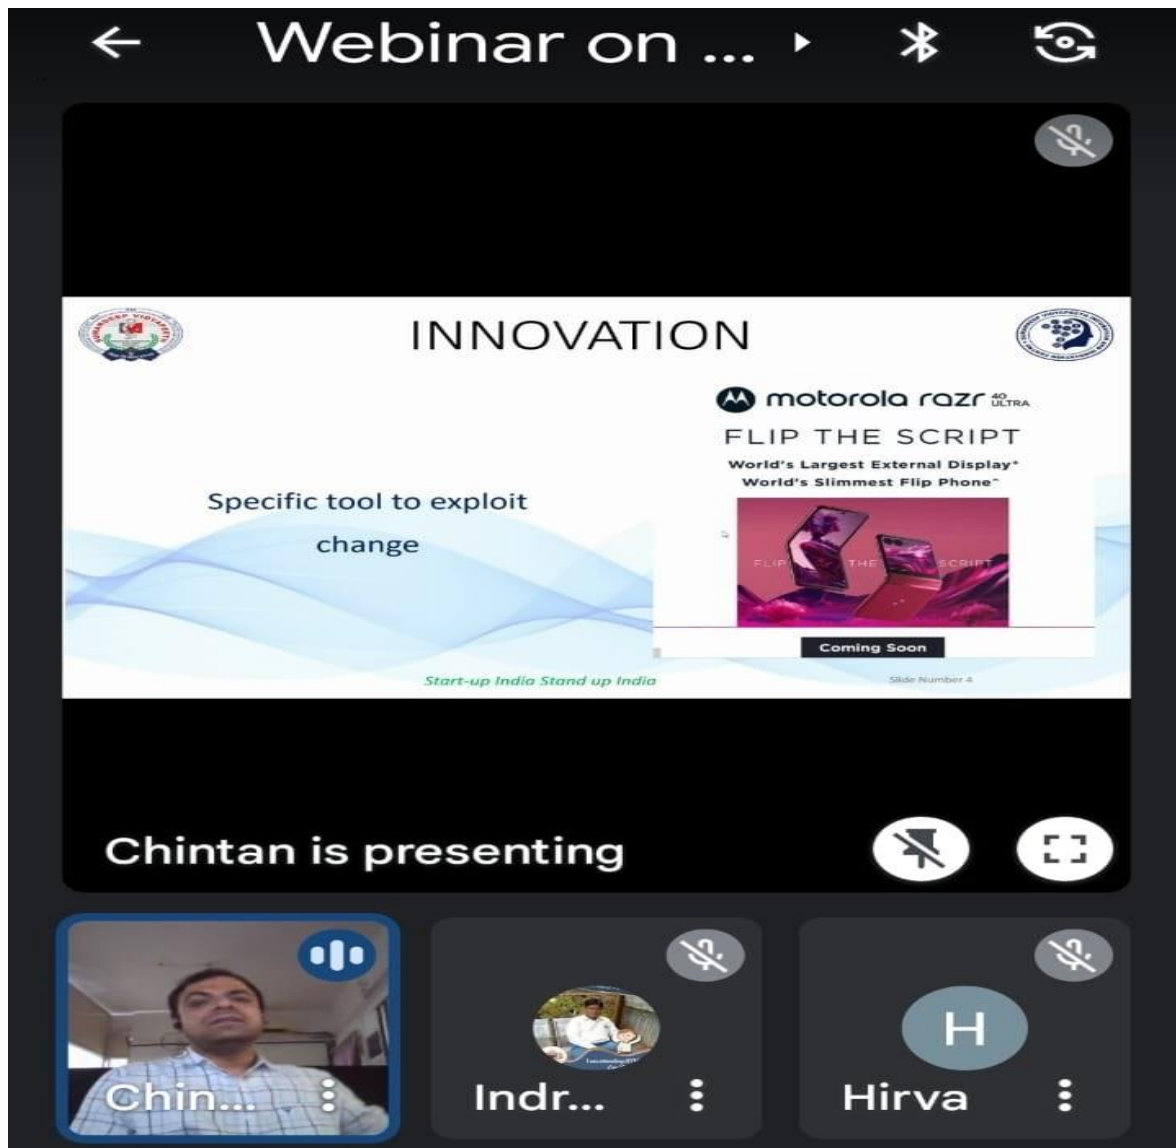 Webinar on ...
INNOVATION
motorola razr 40 ULTRA
FLIP THE SCRIPT
World's Largest External Display*
World's Slimmest Flip Phone^
Specific tool to exploit
change
FLIP THE SCRIPT
Coming Soon
Start-up India Stand up India
Slide Number 4
Chintan is presenting
Chin...
Indr...
H
Hirva